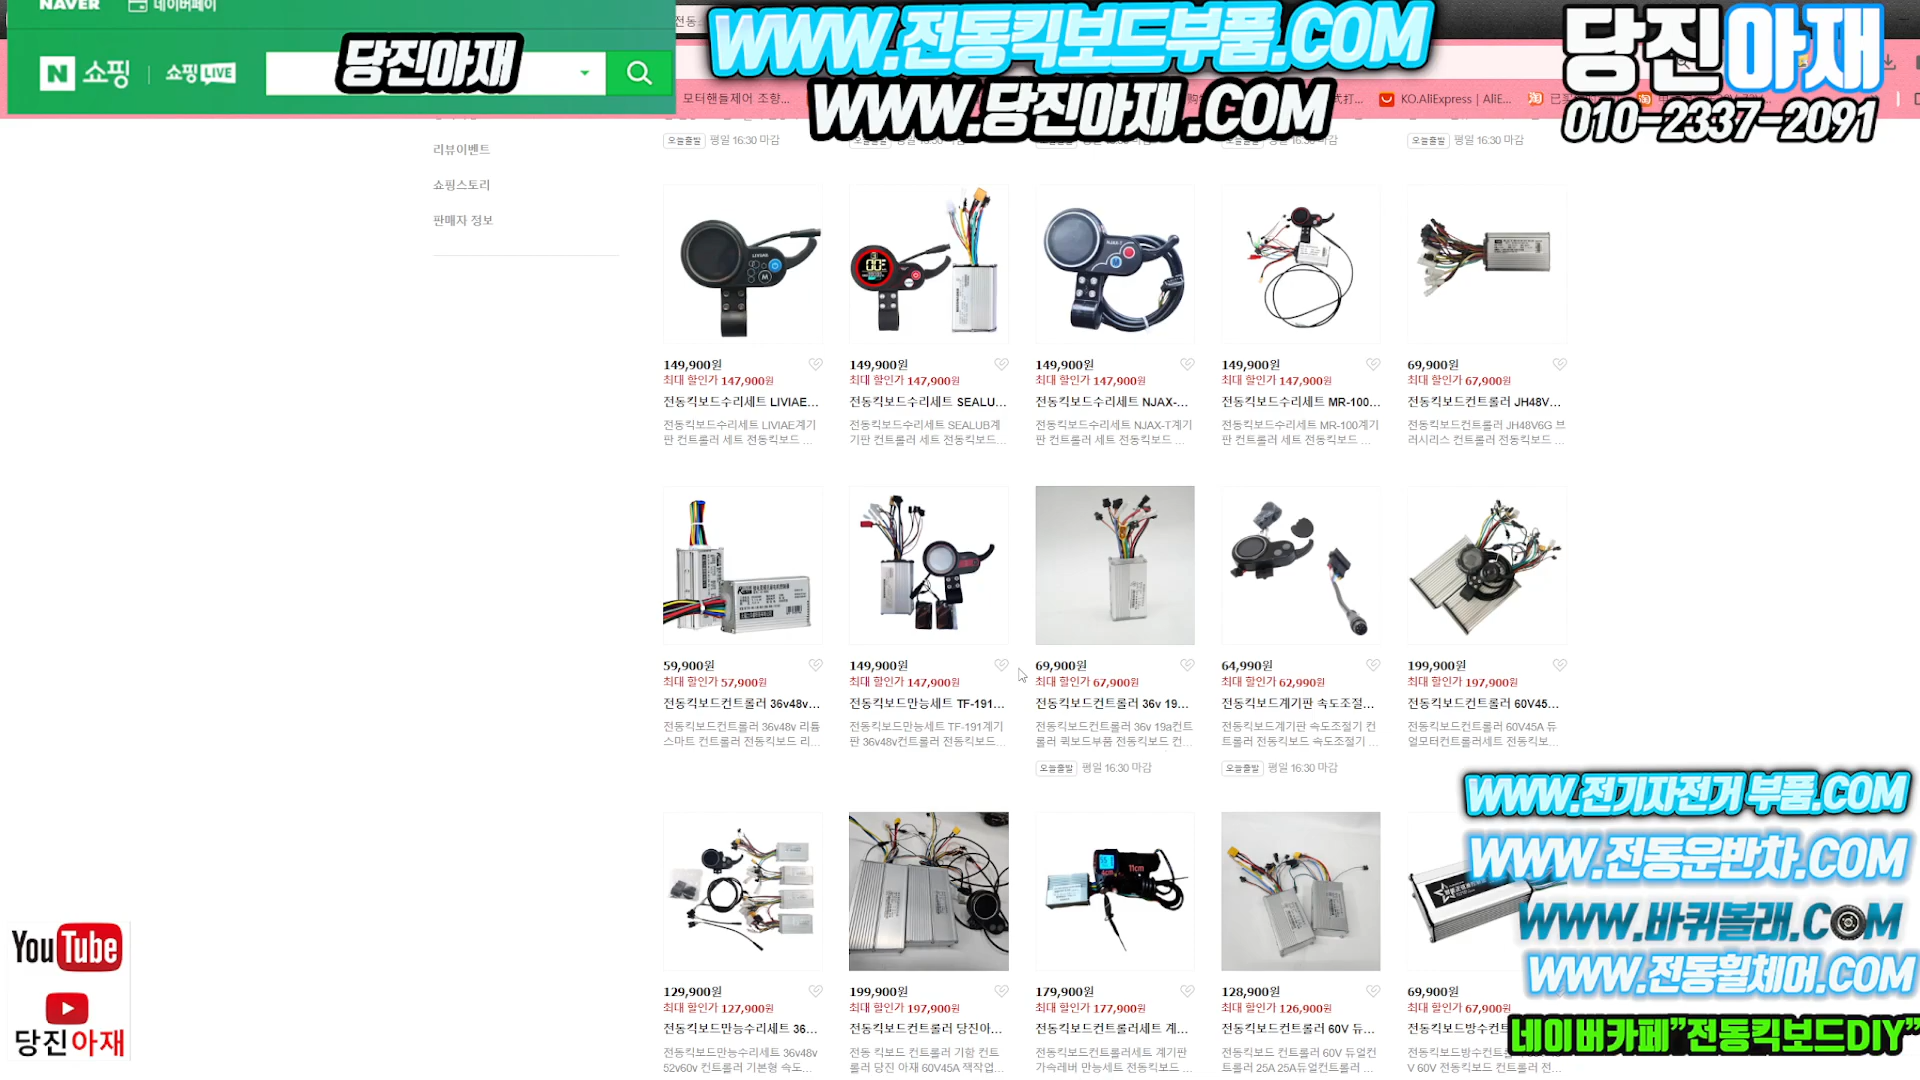 NAVER 네이버페이
N 쇼핑 | 쇼핑LIVE
당진아재
전동
WWW.전동킥보드부품.COM
WWW.당진아재.COM
당진아재
010-2337-2091
모터핸들제어 조향...
KO.AliExpress | AliE...
리뷰이벤트
쇼핑스토리
판매자 정보
오늘출발 평일 16:30 마감
오늘출발 평일 16:30 마감
149,900원
최대 할인가 147,900원
전동킥보드수리세트 LIVIAE...
전동킥보드수리세트 LIVIAE계기
판 컨트롤러 세트 전동킥보드 ...
149,900원
최대 할인가 147,900원
전동킥보드수리세트 SEALU...
전동킥보드수리세트 SEALUB계
기판 컨트롤러 세트 전동킥보드...
149,900원
최대 할인가 147,900원
전동킥보드수리세트 NJAX-...
전동킥보드수리세트 NJAX-T계기
판 컨트롤러 세트 전동킥보드 ...
149,900원
최대 할인가 147,900원
전동킥보드수리세트 MR-100...
전동킥보드수리세트 MR-100계기
판 컨트롤러 세트 전동킥보드 ...
69,900원
최대 할인가 67,900원
전동킥보드컨트롤러 JH48V...
전동킥보드컨트롤러 JH48V6G 브
러시리스 컨트롤러 전동킥보드 ...
59,900원
최대 할인가 57,900원
전동킥보드컨트롤러 36v48v...
전동킥보드컨트롤러 36v48v 리튬
스마트 컨트롤러 전동킥보드 리...
149,900원
최대 할인가 147,900원
전동킥보드만능세트 TF-191...
전동킥보드만능세트 TF-191계기
판 36v48v컨트롤러 전동킥보드...
69,900원
최대 할인가 67,900원
전동킥보드컨트롤러 36v 19...
전동킥보드컨트롤러 36v 19a컨트
롤러 퀵보드부품 전동킥보드 컨...
오늘출발 평일 16:30 마감
64,990원
최대 할인가 62,990원
전동킥보드계기판 속도조절...
전동킥보드계기판 속도조절기 컨
트롤러 전동킥보드 속도조절기 ...
오늘출발 평일 16:30 마감
199,900원
최대 할인가 197,900원
전동킥보드컨트롤러 60V45...
전동킥보드컨트롤러 60V45A 듀
얼모터컨트롤러세트 전동킥보...
129,900원
최대 할인가 127,900원
전동킥보드만능수리세트 36...
전동킥보드만능수리세트 36v48v
52v60v 컨트롤러 기본형 속도...
199,900원
최대 할인가 197,900원
전동킥보드컨트롤러 당진아...
전동 킥보드 컨트롤러 기함 컨트
롤러 당진 아재 60V45A 잭작업...
179,900원
최대 할인가 177,900원
전동킥보드컨트롤러세트 계...
전동킥보드컨트롤러세트 계기판
가속레버 만능세트 전동킥보드 ...
128,900원
최대 할인가 126,900원
전동킥보드컨트롤러 60V 듀...
전동킥보드 컨트롤러 60V 듀얼컨
트롤러 25A 25A듀얼컨트롤러 ...
69,900원
최대 할인가 67,900원
전동킥보드방수컨트
전동킥보드방수컨트
V 60V 전동킥보드 컨트롤러 전...
WWW.전기자전거 부품.COM
WWW.전동운반차.COM
WWW.바퀴볼래.COM
WWW.전동휠체어.COM
네이버카페"전동킥보드DIY"
YouTube
당진아재